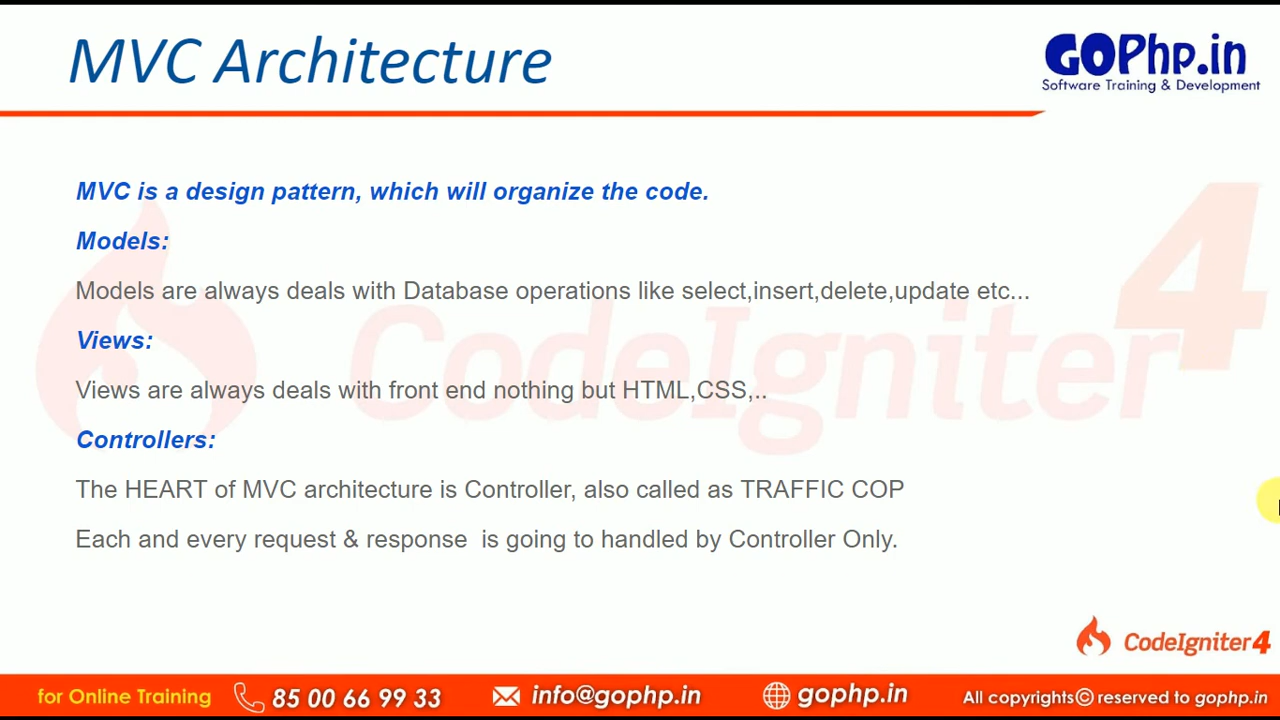 MVC Architecture
GOPhp.in
Software Training & Development
MVC is a design pattern, which will organize the code.
Models:
Models are always deals with Database operations like select,insert,delete,update etc...
Views:
Views are always deals with front end nothing but HTML,CSS,..
Controllers:
The HEART of MVC architecture is Controller, also called as TRAFFIC COP
Each and every request & response  is going to handled by Controller Only.
CodeIgniter 4
CodeIgniter 4
for Online Training 85 00 66 99 33 info@gophp.in gophp.in All copyrights© reserved to gophp.in